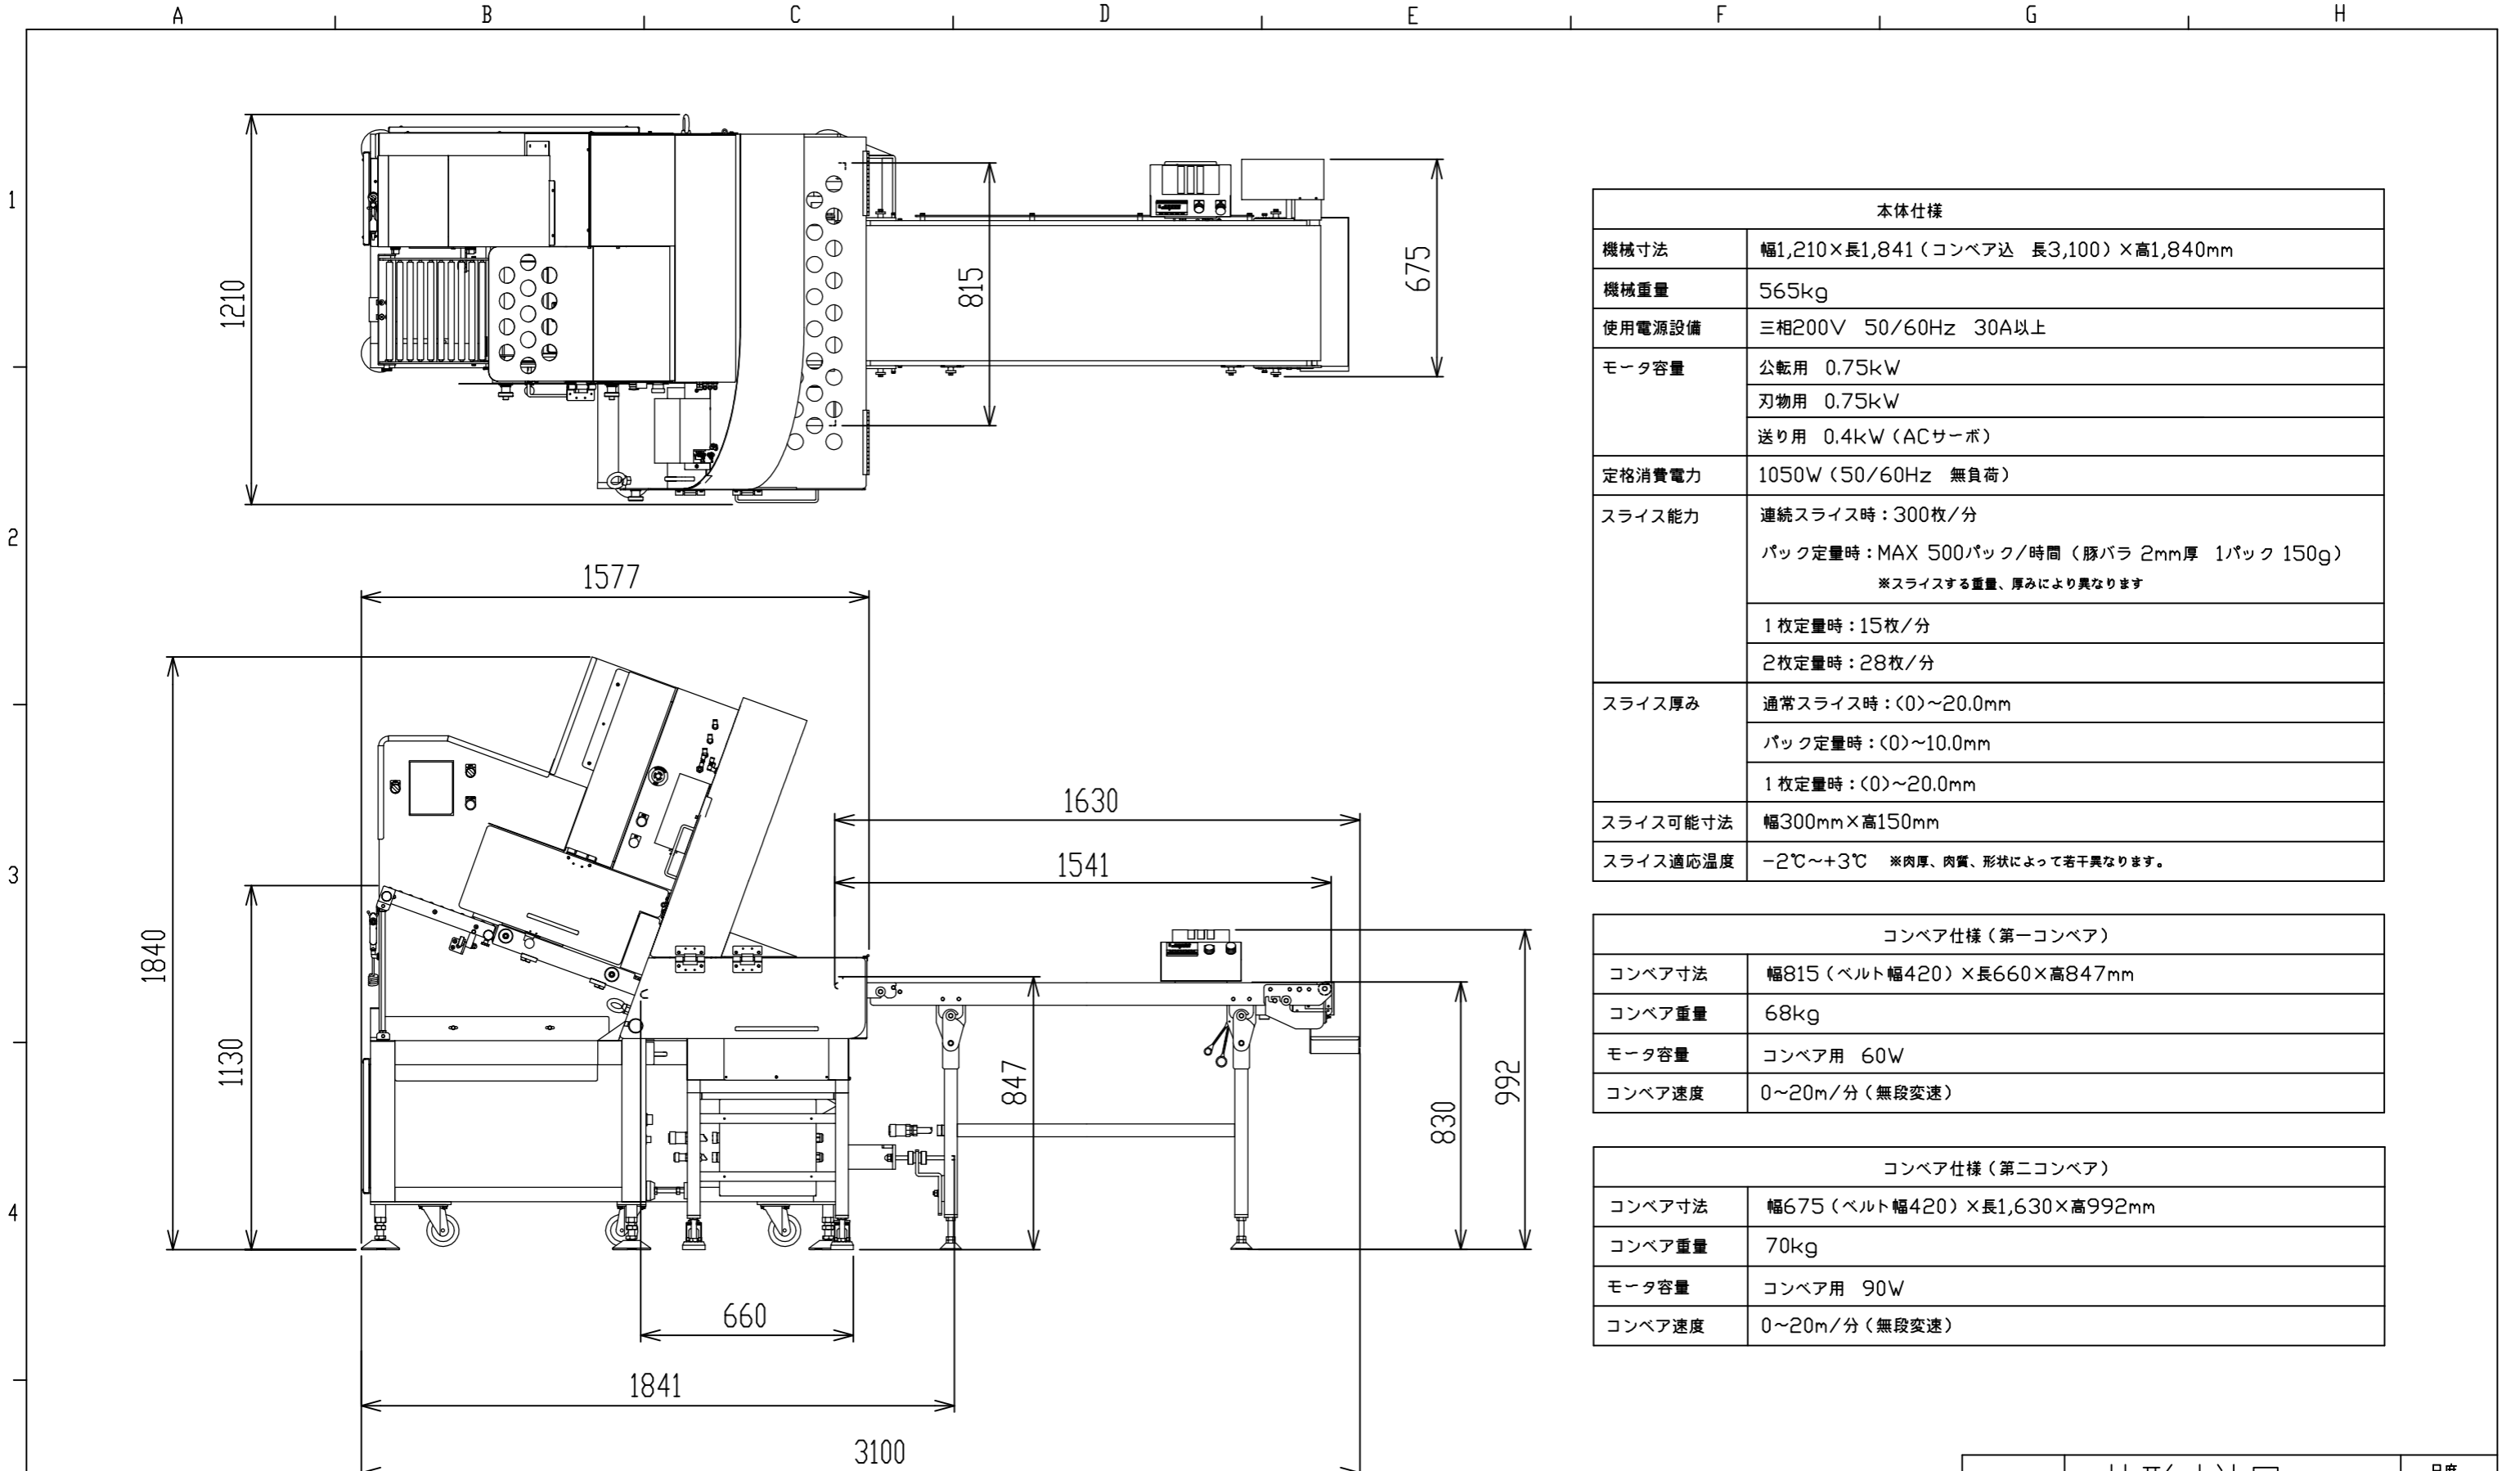 A B C D E F G H
1
2
3
4
1210
815
675
1577
1840
1130
1630
1541
847
830
992
660
1841
3100
本体仕様
機械寸法 幅1,210×長1,841（コンベア込 長3,100）×高1,840mm
機械重量 565kg
使用電源設備 三相200V 50/60Hz 30A以上
モータ容量 公転用 0.75kW
刃物用 0.75kW
送り用 0.4kW（ACサーボ）
定格消費電力 1050W（50/60Hz 無負荷）
スライス能力 連続スライス時：300枚/分
パック定量時：MAX 500パック/時間（豚バラ 2mm厚 1パック 150g）
※スライスする重量、厚みにより異なります
1枚定量時：15枚/分
2枚定量時：28枚/分
スライス厚み 通常スライス時：(0)～20.0mm
パック定量時：(0)～10.0mm
1枚定量時：(0)～20.0mm
スライス可能寸法 幅300mm×高150mm
スライス適応温度 -2℃～+3℃ ※肉厚、肉質、形状によって若干異なります。
コンベア仕様（第一コンベア）
コンベア寸法 幅815（ベルト幅420）×長660×高847mm
コンベア重量 68kg
モータ容量 コンベア用 60W
コンベア速度 0～20m/分（無段変速）
コンベア仕様（第二コンベア）
コンベア寸法 幅675（ベルト幅420）×長1,630×高992mm
コンベア重量 70kg
モータ容量 コンベア用 90W
コンベア速度 0～20m/分（無段変速）